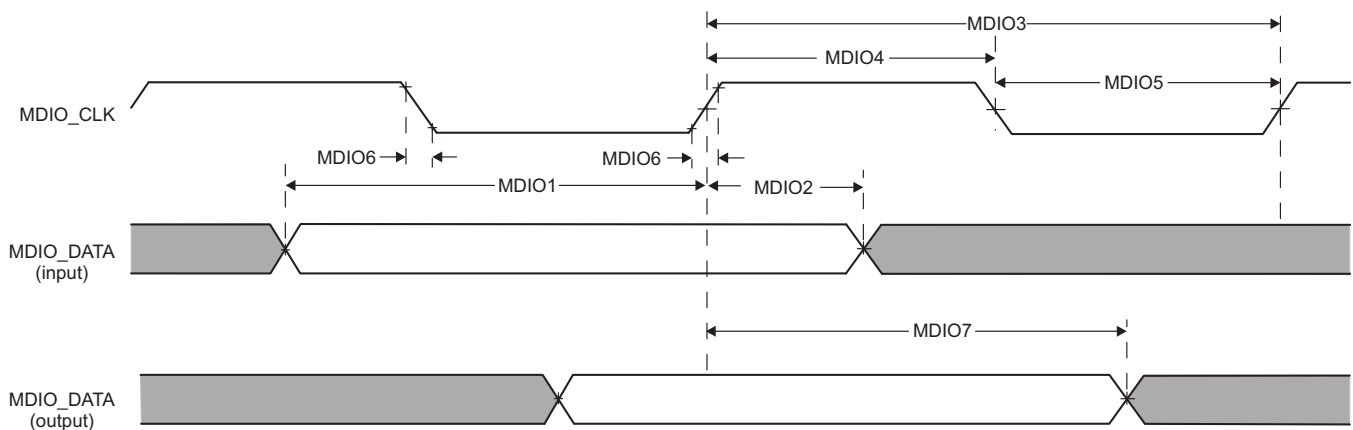 MDIO3
MDIO4
MDIO5
MDIO_CLK
MDIO6
MDIO6
MDIO1
MDIO2
MDIO_DATA
(input)
MDIO7
MDIO_DATA
(output)